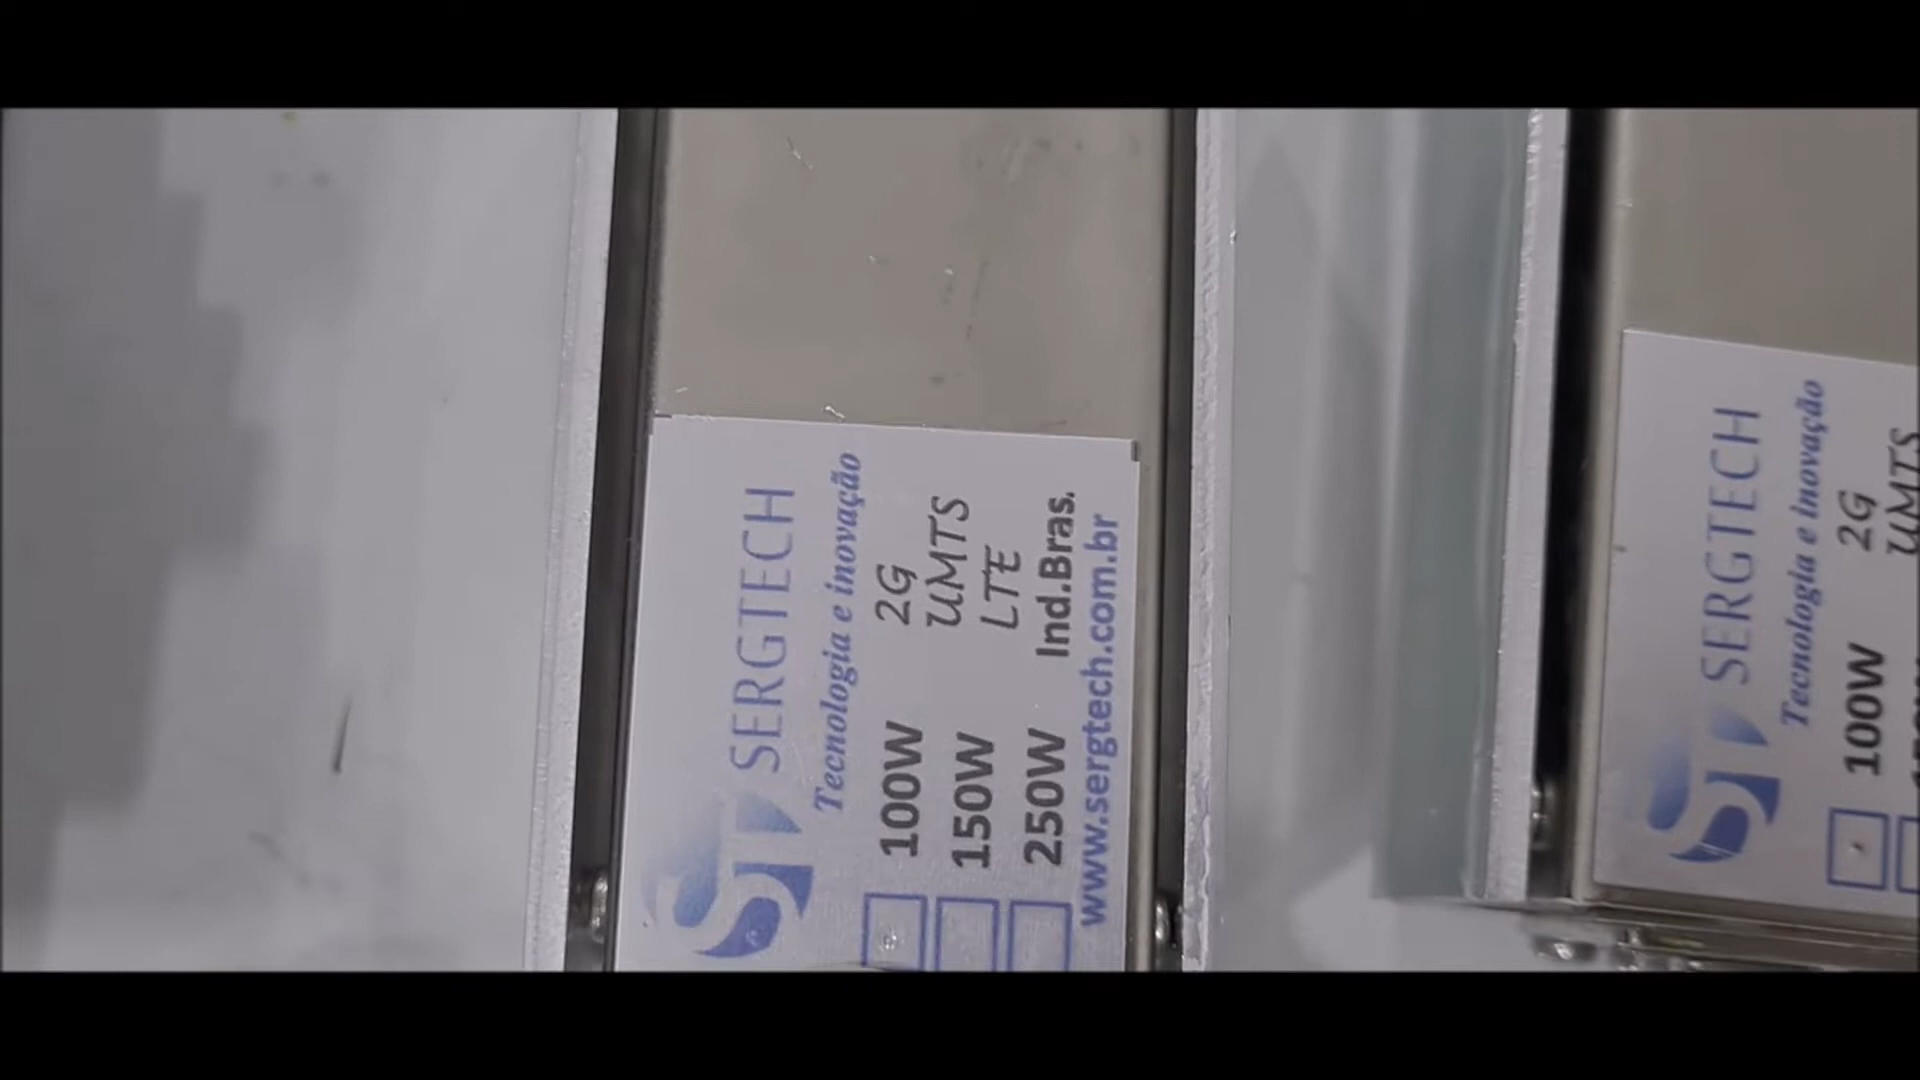 SERGTECH
Tecnologia e inovação
100W 2G
UMTS
150W
LTE
250W Ind.Bras.
www.sergtech.com.br
SERGTECH
Tecnologia e inovação
100W 2G
UMTS